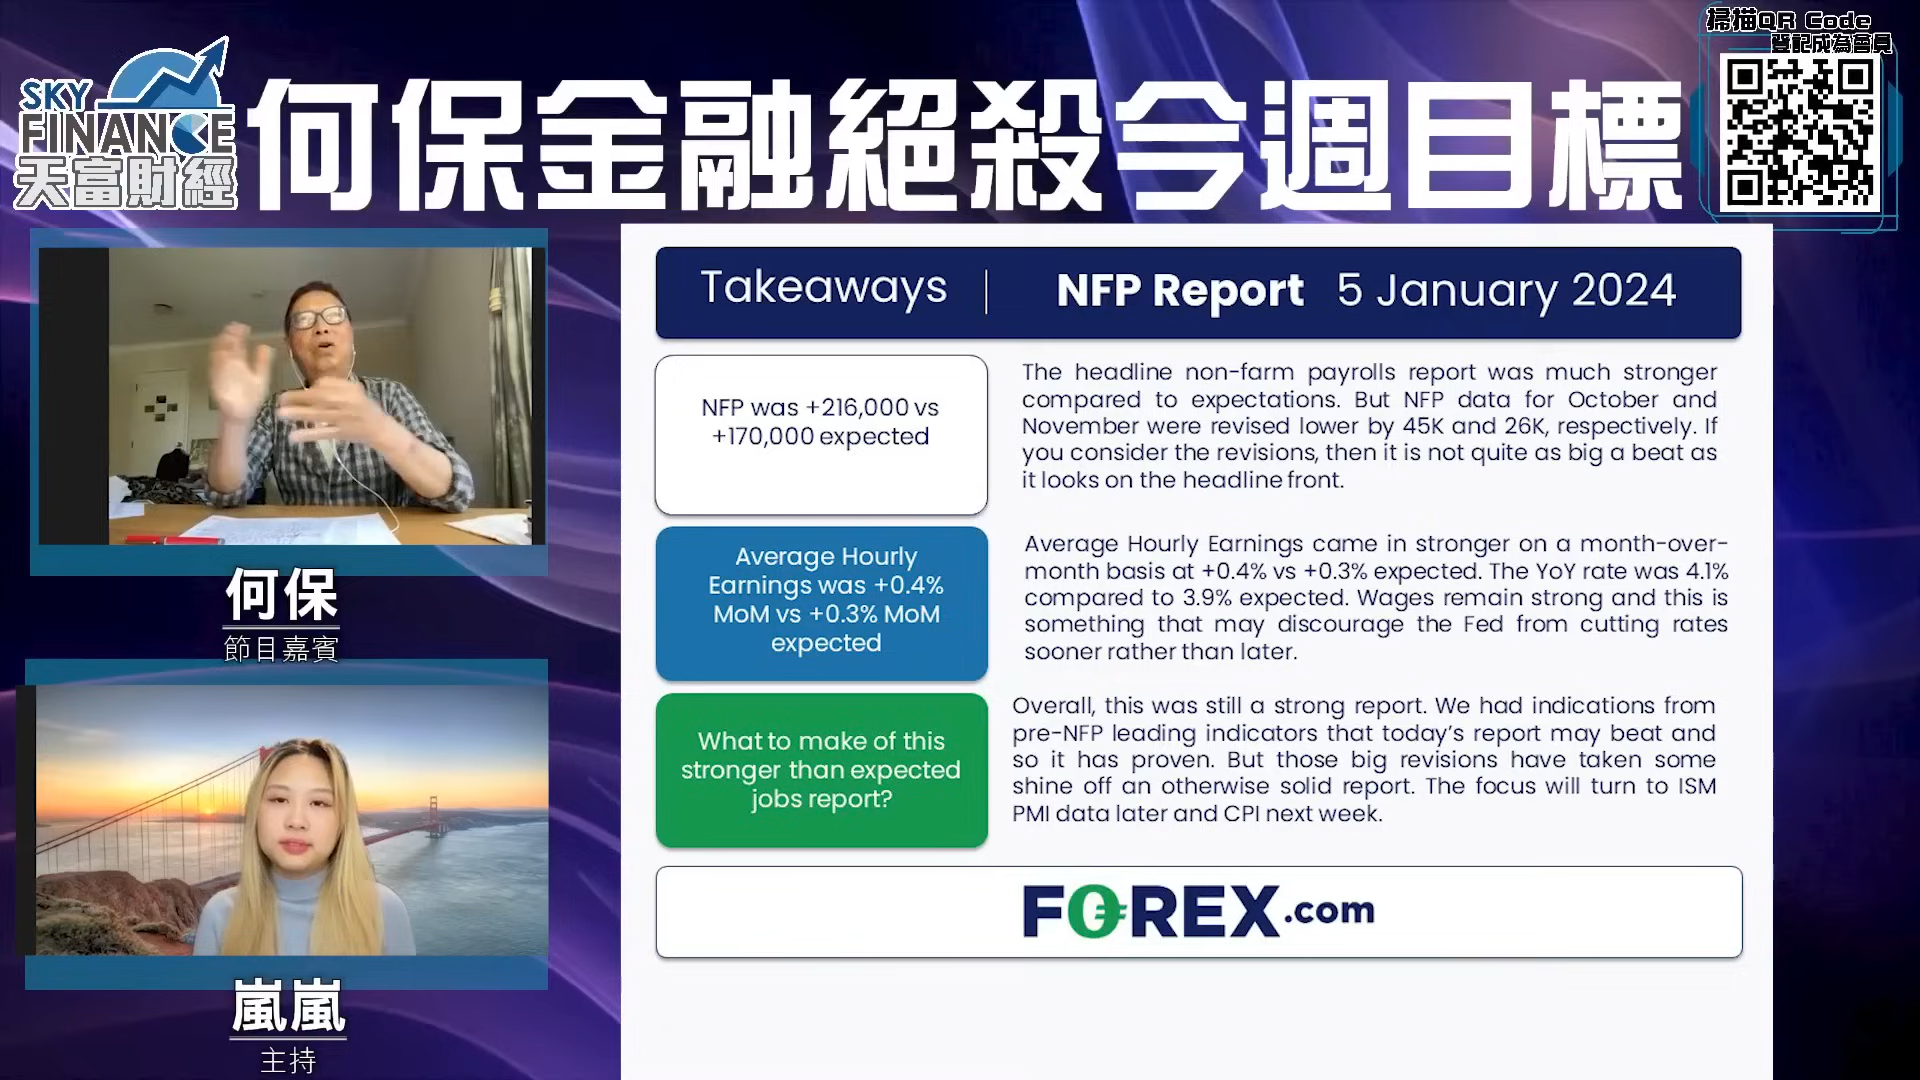 掃描QR Code
登記成為會員
SKY
FINANCE
天富財經
何保金融絕殺今週目標
Takeaways | NFP Report 5 January 2024
NFP was +216,000 vs
+170,000 expected
The headline non-farm payrolls report was much stronger
compared to expectations. But NFP data for October and
November were revised lower by 45K and 26K, respectively. If
you consider the revisions, then it is not quite as big a beat as
it looks on the headline front.
Average Hourly
Earnings was +0.4%
MoM vs +0.3% MoM
expected
Average Hourly Earnings came in stronger on a month-over-
month basis at +0.4% vs +0.3% expected. The YoY rate was 4.1%
compared to 3.9% expected. Wages remain strong and this is
something that may discourage the Fed from cutting rates
sooner rather than later.
What to make of this
stronger than expected
jobs report?
Overall, this was still a strong report. We had indications from
pre-NFP leading indicators that today's report may beat and
so it has proven. But those big revisions have taken some
shine off an otherwise solid report. The focus will turn to ISM
PMI data later and CPI next week.
FOREX.com
何保
節目嘉賓
嵐嵐
主持